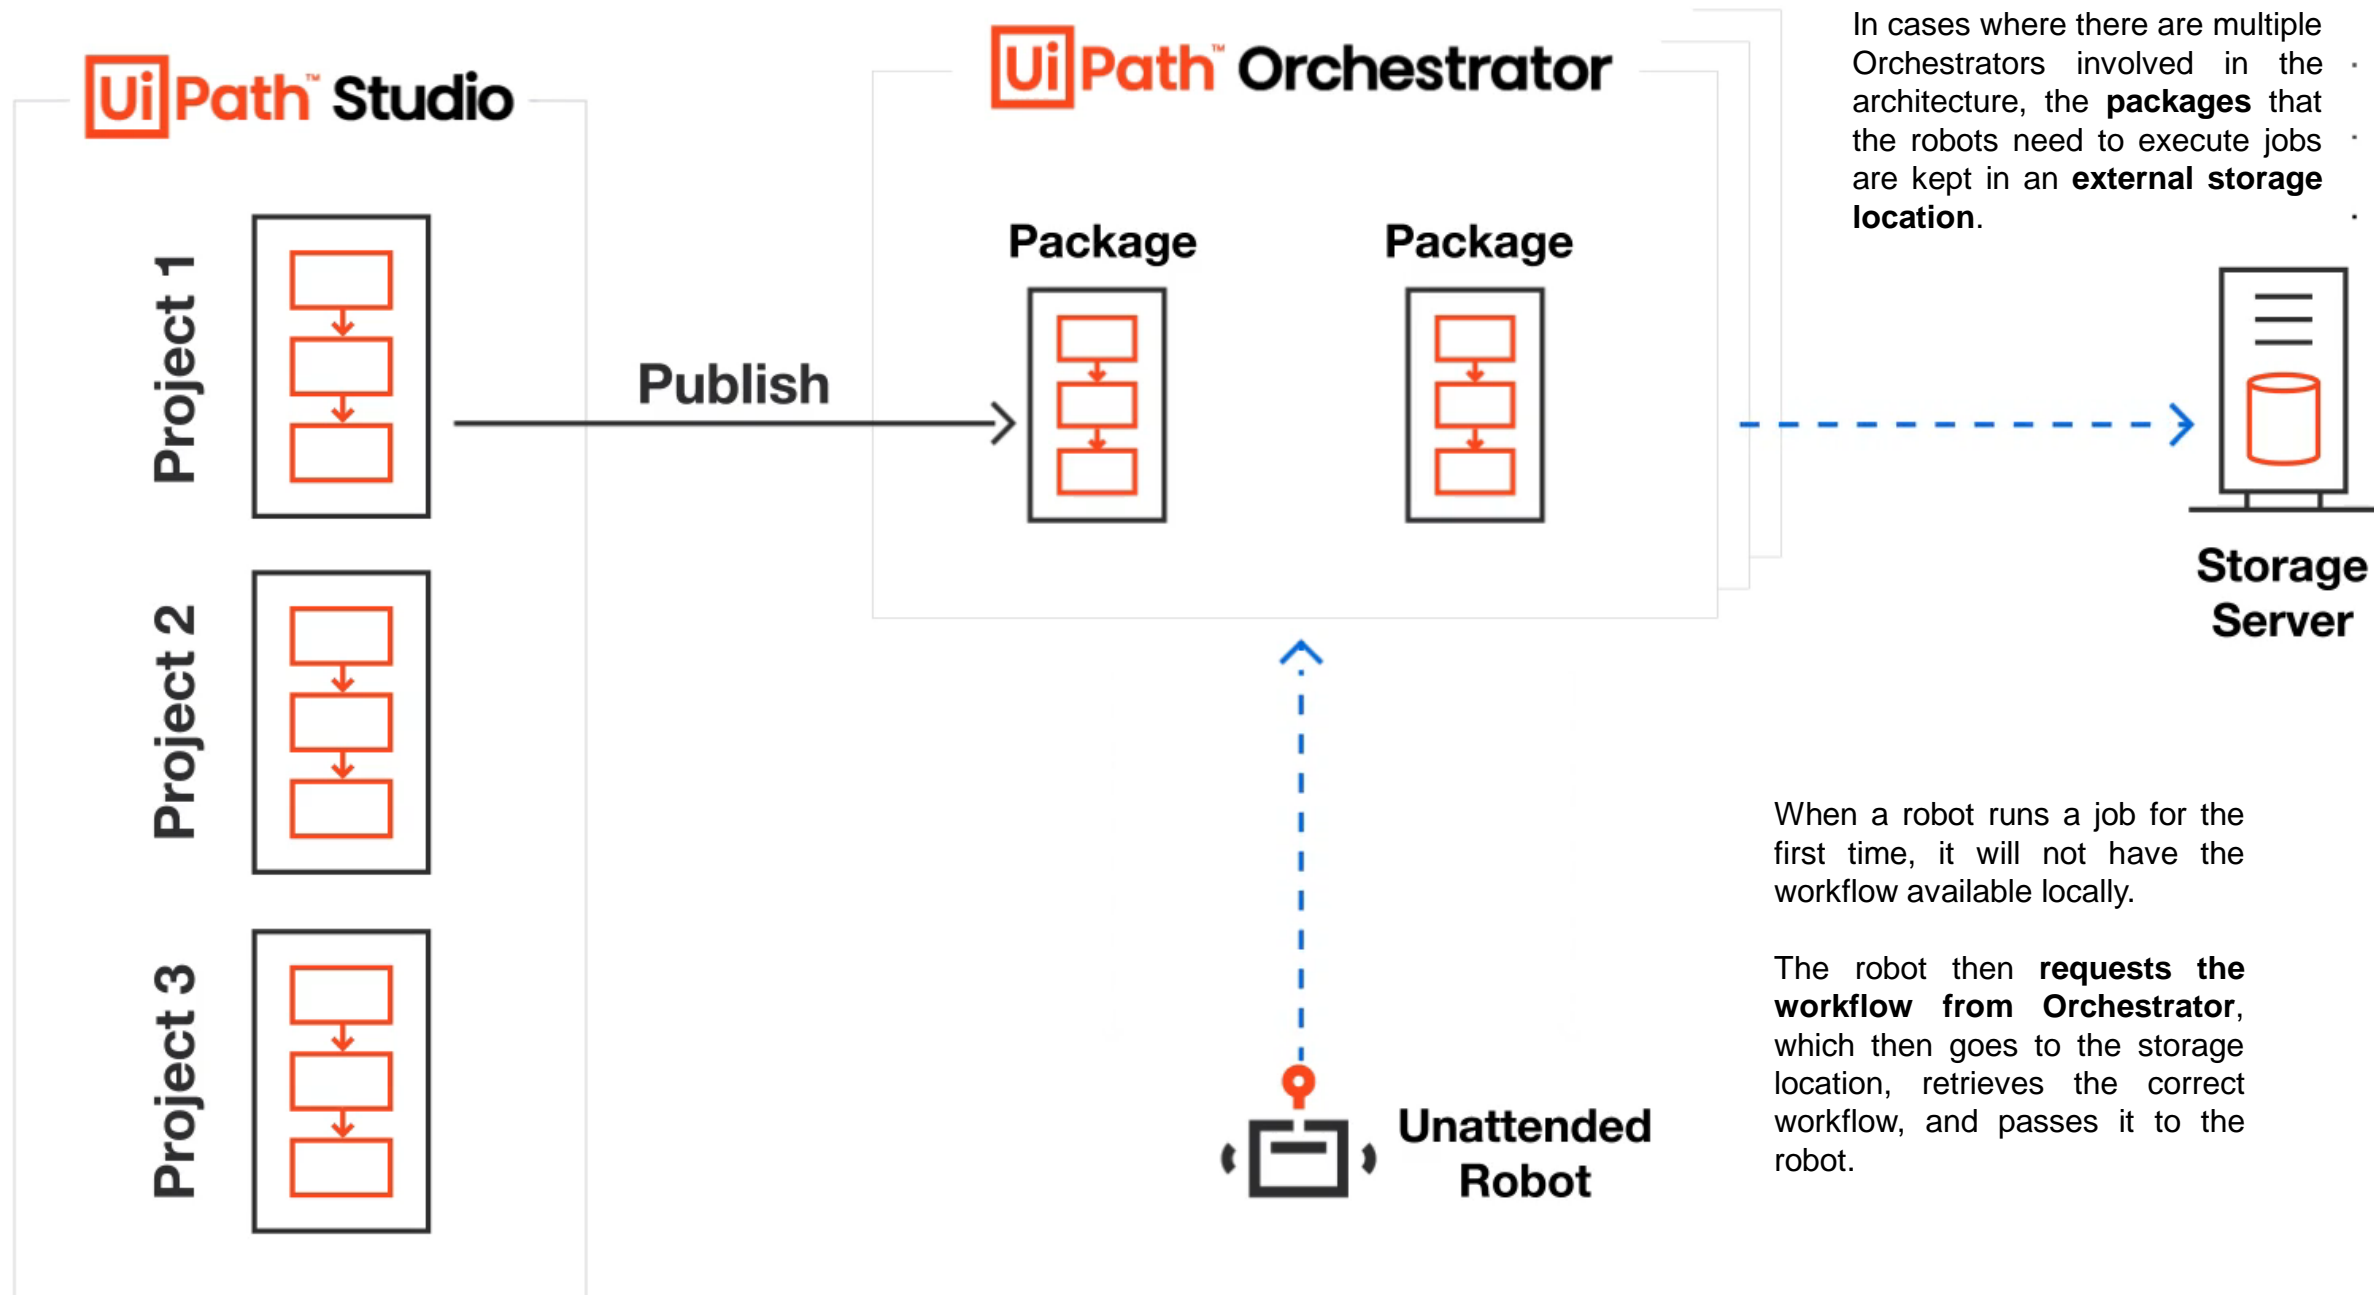 UiPath™ Studio
Project 1
Project 2
Project 3
Publish
UiPath™ Orchestrator
Package
Package
In cases where there are multiple
Orchestrators involved in the
architecture, the packages that
the robots need to execute jobs
are kept in an external storage
location.
Storage
Server
Unattended
Robot
When a robot runs a job for the
first time, it will not have the
workflow available locally.
The robot then requests the
workflow from Orchestrator,
which then goes to the storage
location, retrieves the correct
workflow, and passes it to the
robot.